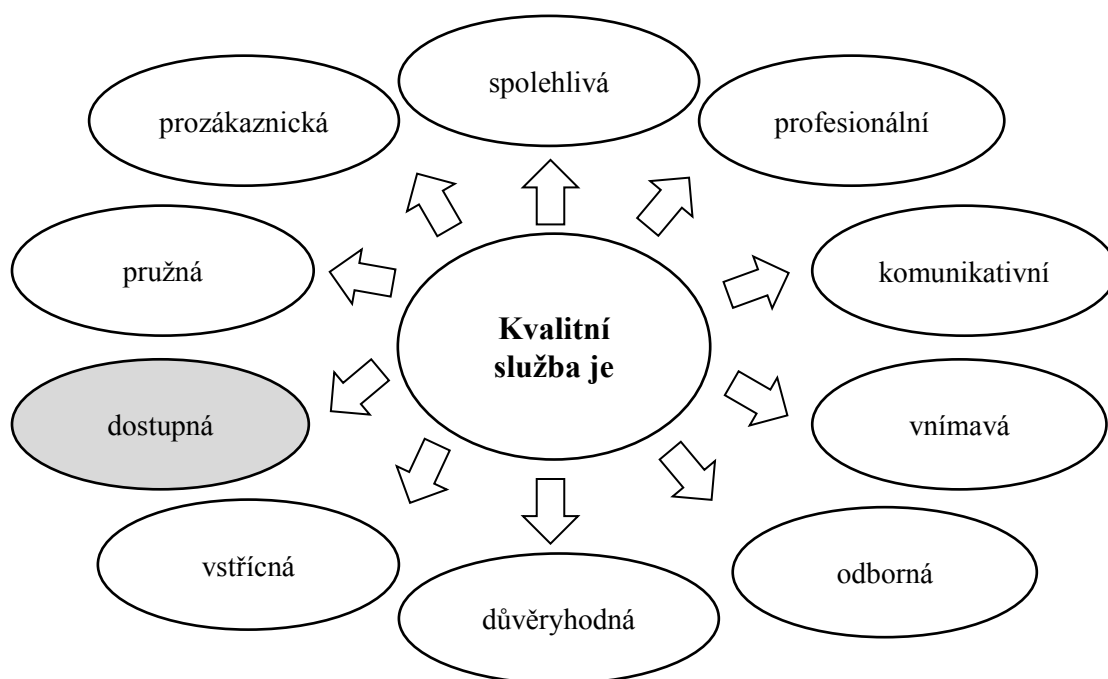 spolehlivá
prozákaznická
profesionální
pružná
komunikativní
Kvalitní
služba je
dostupná
vnímavá
vstřícná
odborná
důvěryhodná